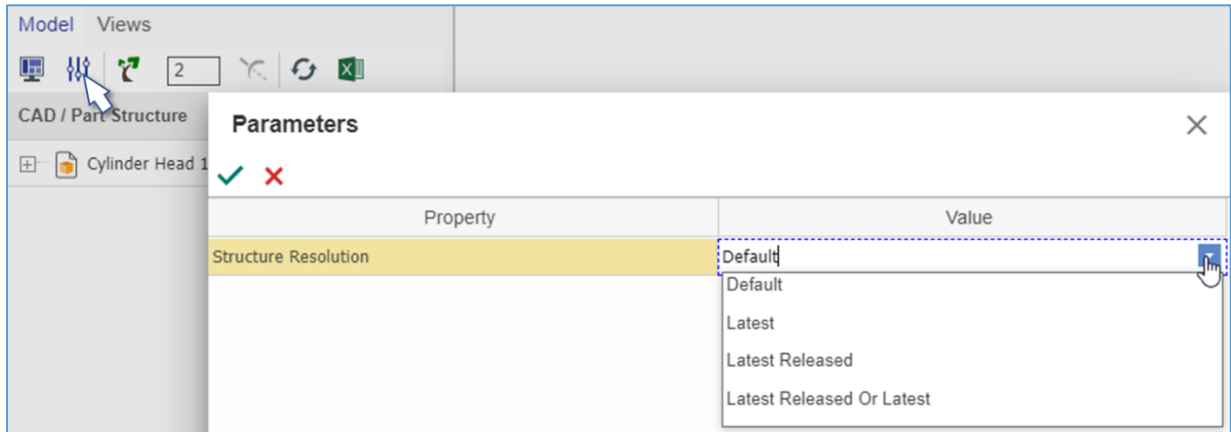 Model Views
2
CAD / Part Structure
Parameters
Cylinder Head 1
Property Value
Structure Resolution Default
Default
Latest
Latest Released
Latest Released Or Latest